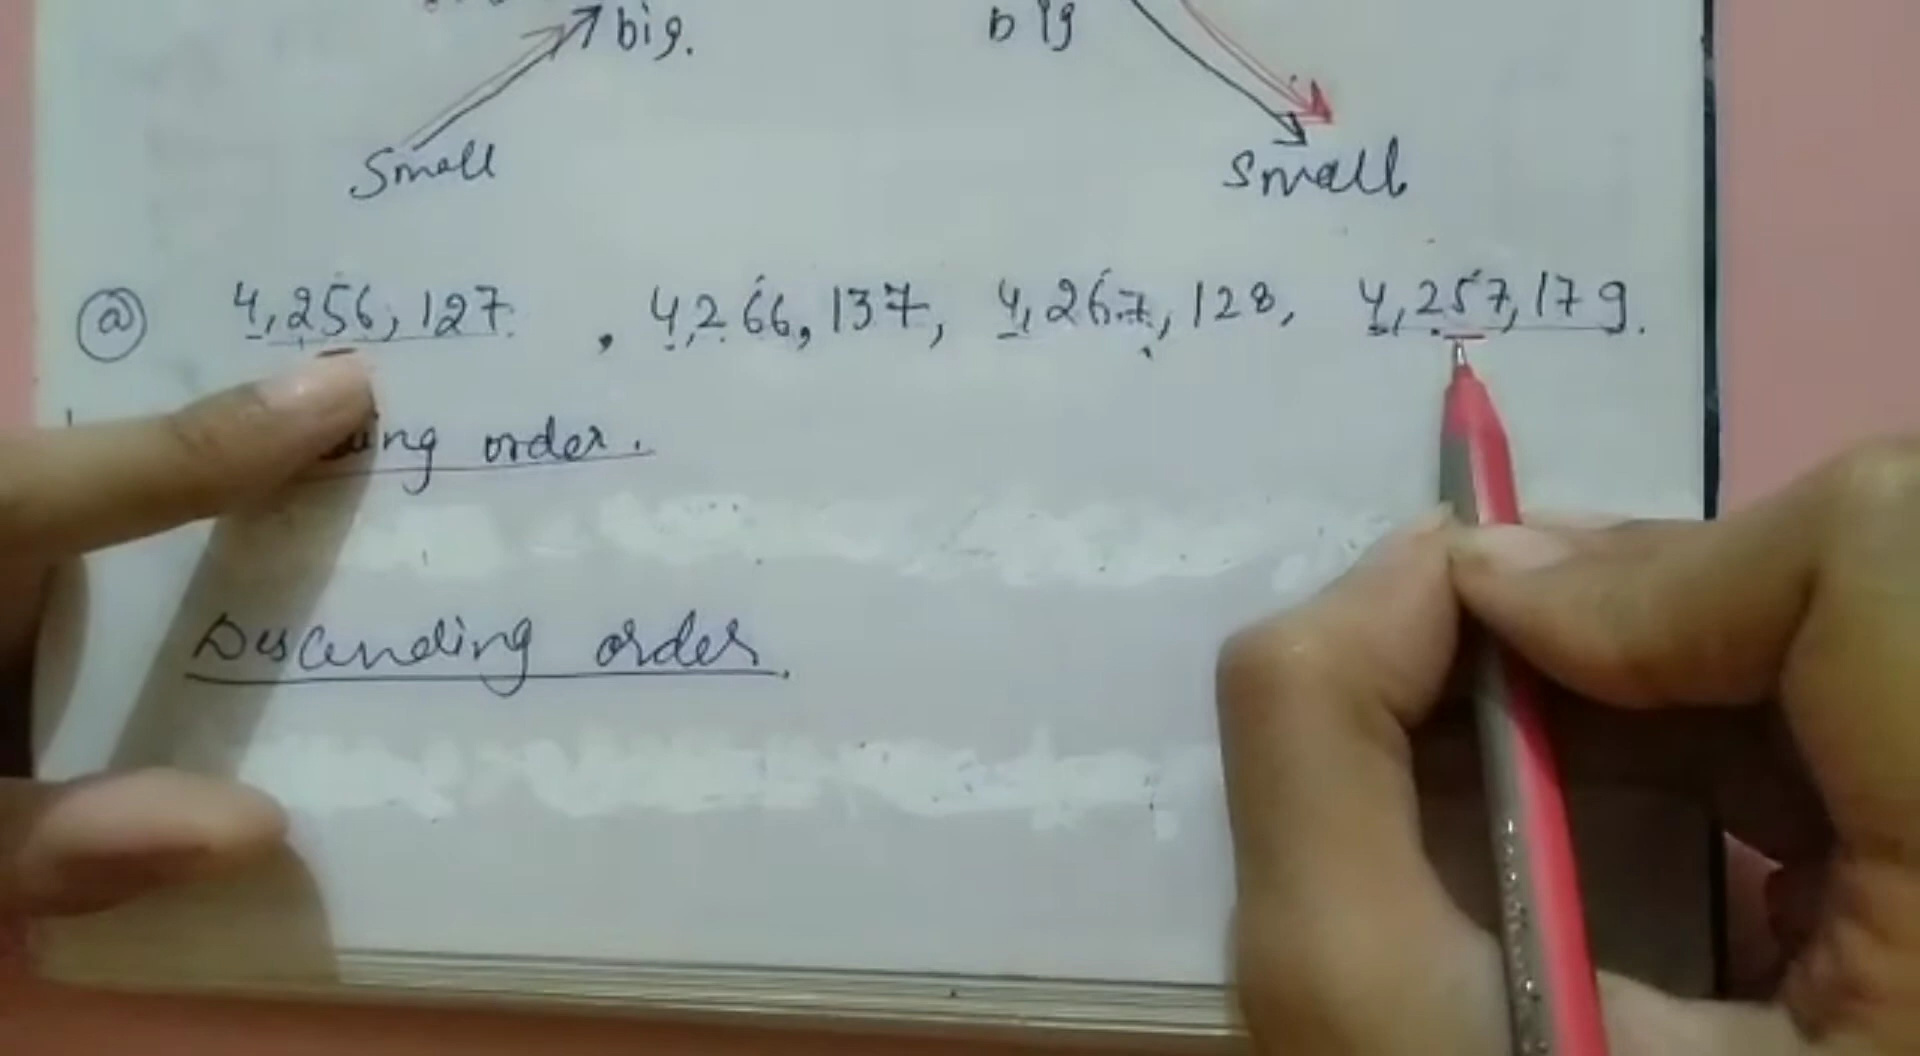 big. big
Small Small
ⓐ 4,256,127 , 4,266,137, 4,267,128, 4,257,179.
order.
Descending order.